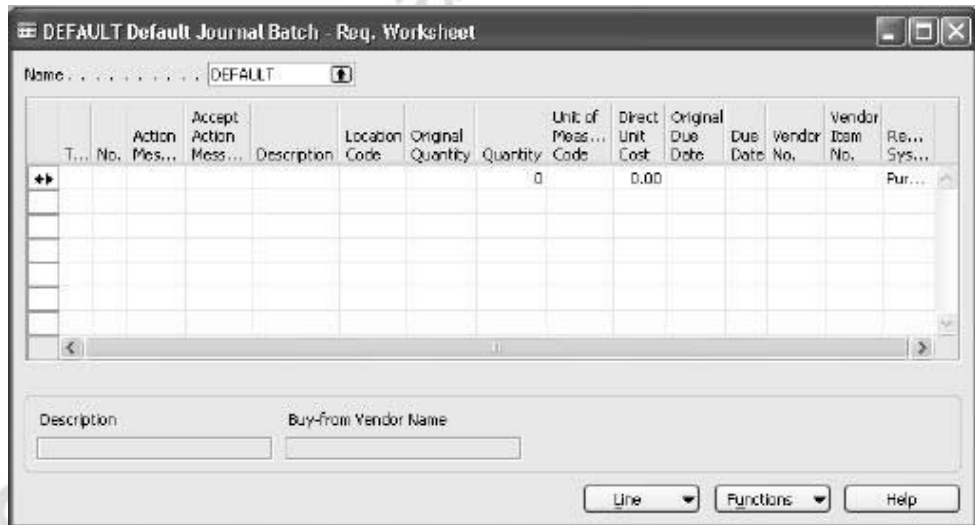 DEFAULT Default Journal Batch - Req. Worksheet
Name . . . . . . . . . . DEFAULT
T... No. Action Mes... Accept Action Mess... Description Location Code Original Quantity Quantity Unit of Meas... Code Direct Unit Cost Original Due Date Due Date Vendor No. Vendor Item No. Re... Sys...
0 0.00 Pur...
Description Buy-from Vendor Name
Line Functions Help